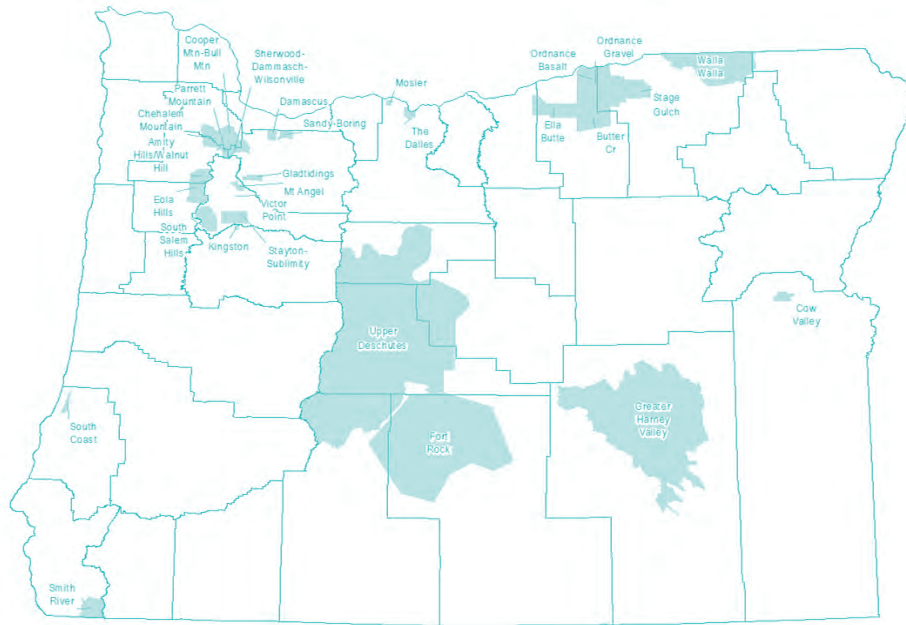 Cooper
Mtn-Bull
Mtn
Sherwood-
Dammasch-
Wilsonville
Parrett
Mountain
Damascus
Chehalem
Mountain
Sandy-Boring
Amity
Hills/Walnut
Hill
Gladtidings
Mt Angel
Eola
Hills
Victor
Point
South
Salem
Hills
Kingston
Stayton-
Sublimity
Mosier
The
Dalles
Ordnance
Basalt
Ordnance
Gravel
Walla
Walla
Ella
Butte
Butter
Cr
Stage
Gulch
Upper
Deschutes
Cow
Valley
South
Coast
Fort
Rock
Greater
Harney
Valley
Smith
River